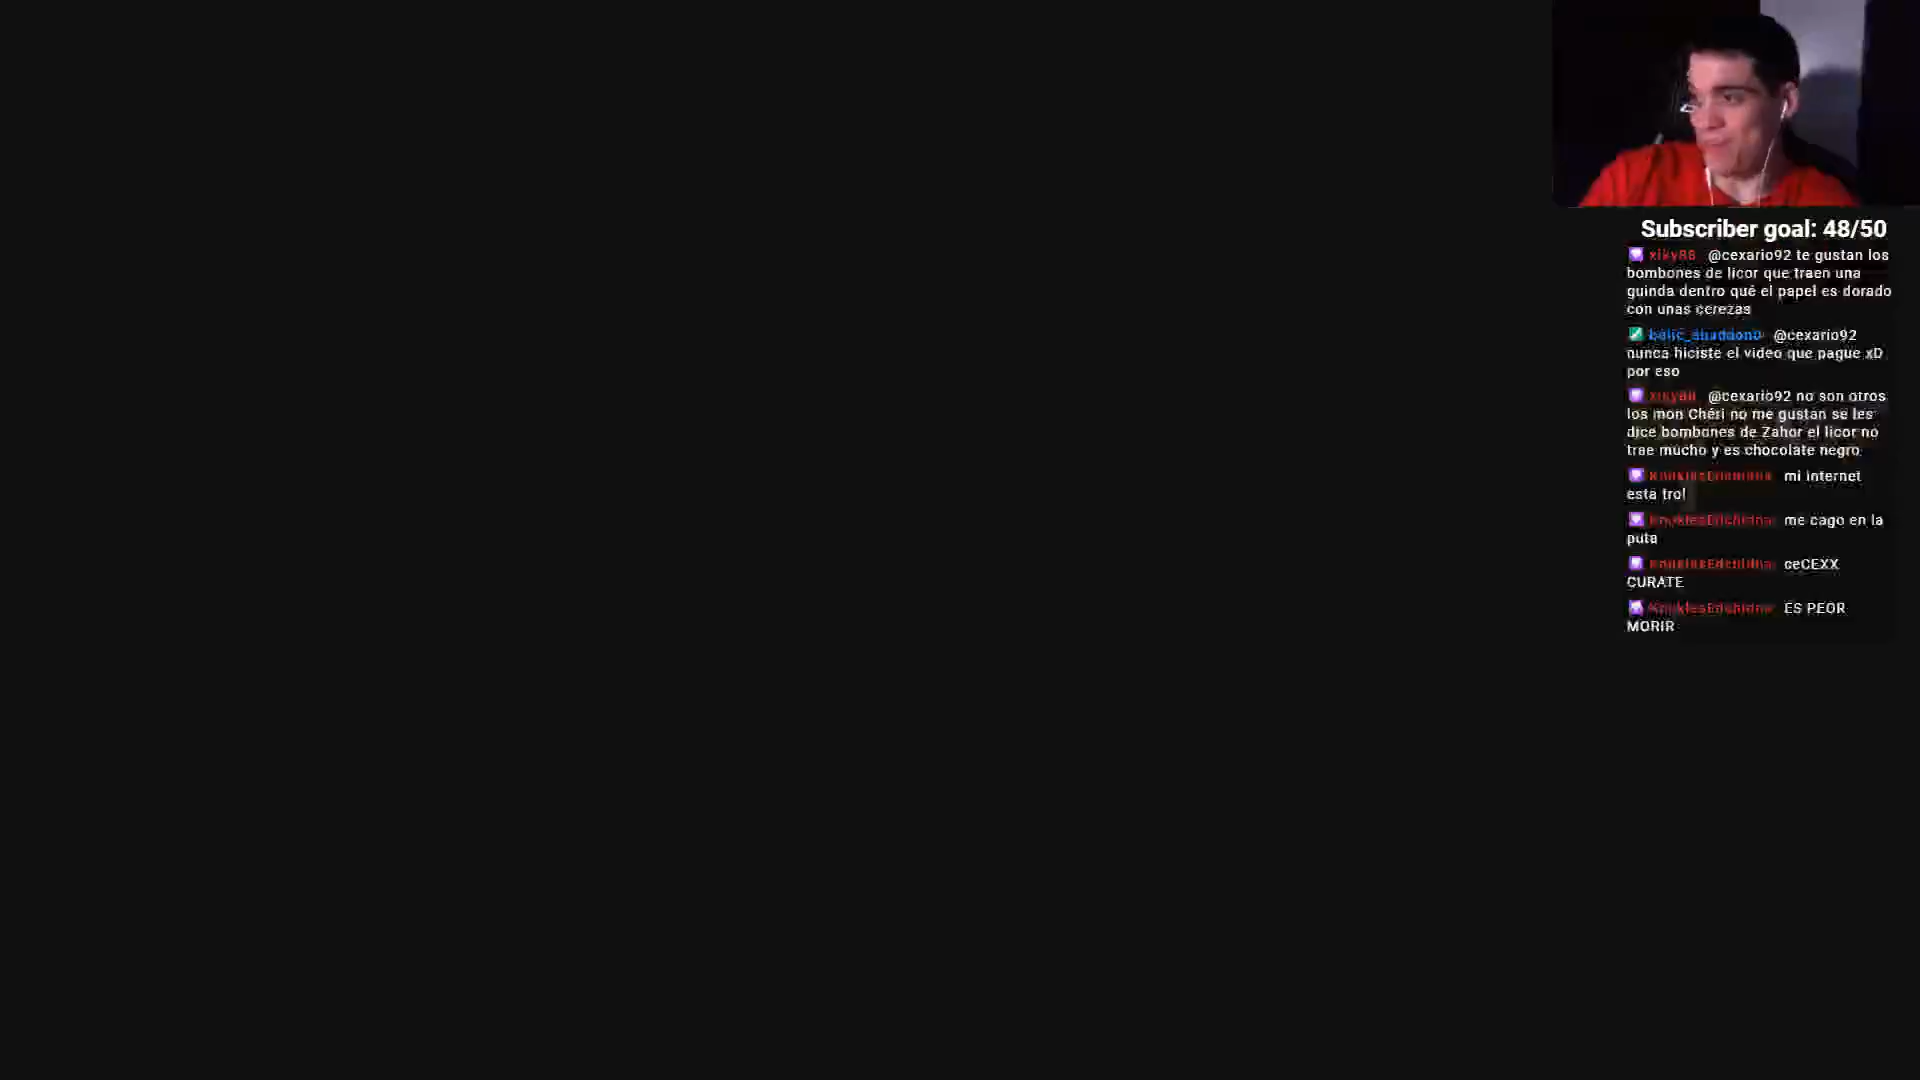 Subscriber goal: 48/50
xiky88 @cexario92 te gustan los
bombones de licor que traen una
guinda dentro qué el papel es dorado
con unas cerezas
@cexario92
nunca hiciste el video que pague xD
por eso
xiky88 @cexario92 no son otros
los mon Chéri no me gustan se les
dice bombones de Zahor el licor no
trae mucho y es chocolate negro
mi internet
esta trol
me cago en la
puta
ceCEXX
CURATE
ES PEOR
MORIR